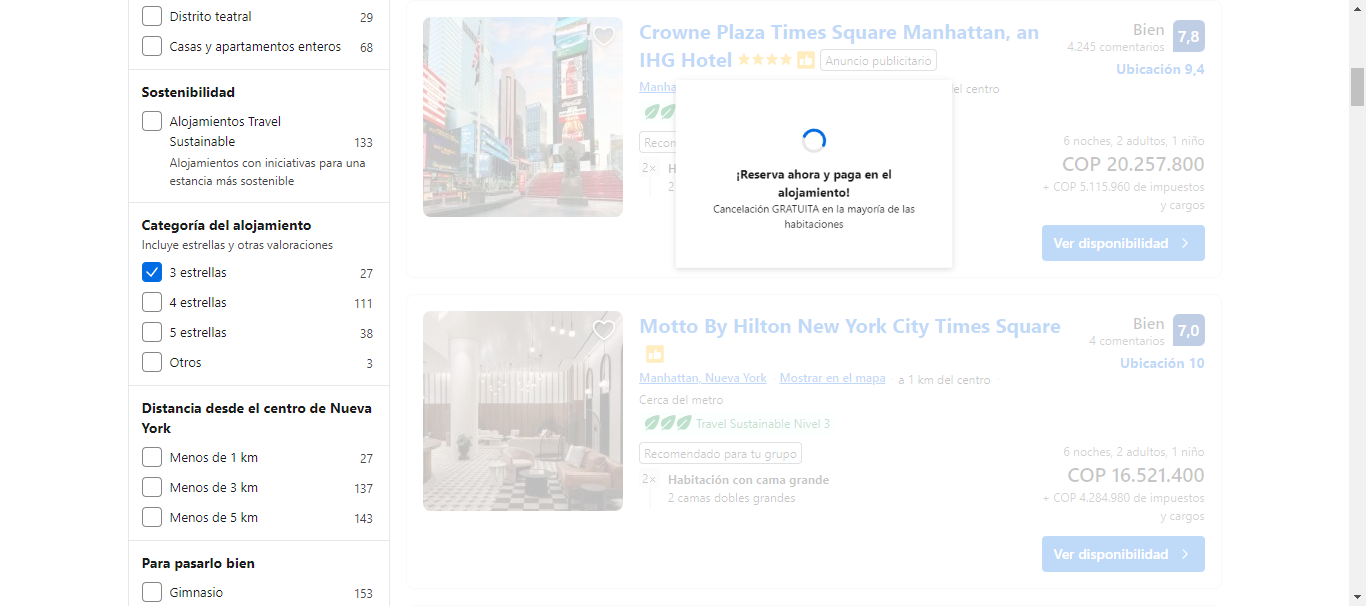 Distrito teatral 29
Casas y apartamentos enteros 68
Sostenibilidad
Alojamientos Travel
Sustainable 133
Alojamientos con iniciativas para una
estancia más sostenible
Categoría del alojamiento
Incluye estrellas y otras valoraciones
3 estrellas 27
4 estrellas 111
5 estrellas 38
Otros 3
Distancia desde el centro de Nueva
York
Menos de 1 km 27
Menos de 3 km 137
Menos de 5 km 143
Para pasarlo bien
Gimnasio 153
Crowne Plaza Times Square Manhattan, an
IHG Hotel Anuncio publicitario
Bien 7,8
4.245 comentarios
Ubicación 9,4
Manha
el centro
Recom
2× H
2
6 noches, 2 adultos, 1 niño
COP 20.257.800
+ COP 5.115.960 de impuestos
y cargos
Ver disponibilidad
¡Reserva ahora y paga en el
alojamiento!
Cancelación GRATUITA en la mayoría de las
habitaciones
Motto By Hilton New York City Times Square
Bien 7,0
4 comentarios
Ubicación 10
Manhattan, Nueva York Mostrar en el mapa a 1 km del centro
Cerca del metro
Travel Sustainable Nivel 3
Recomendado para tu grupo
2× Habitación con cama grande
2 camas dobles grandes
6 noches, 2 adultos, 1 niño
COP 16.521.400
+ COP 4.284.980 de impuestos
y cargos
Ver disponibilidad